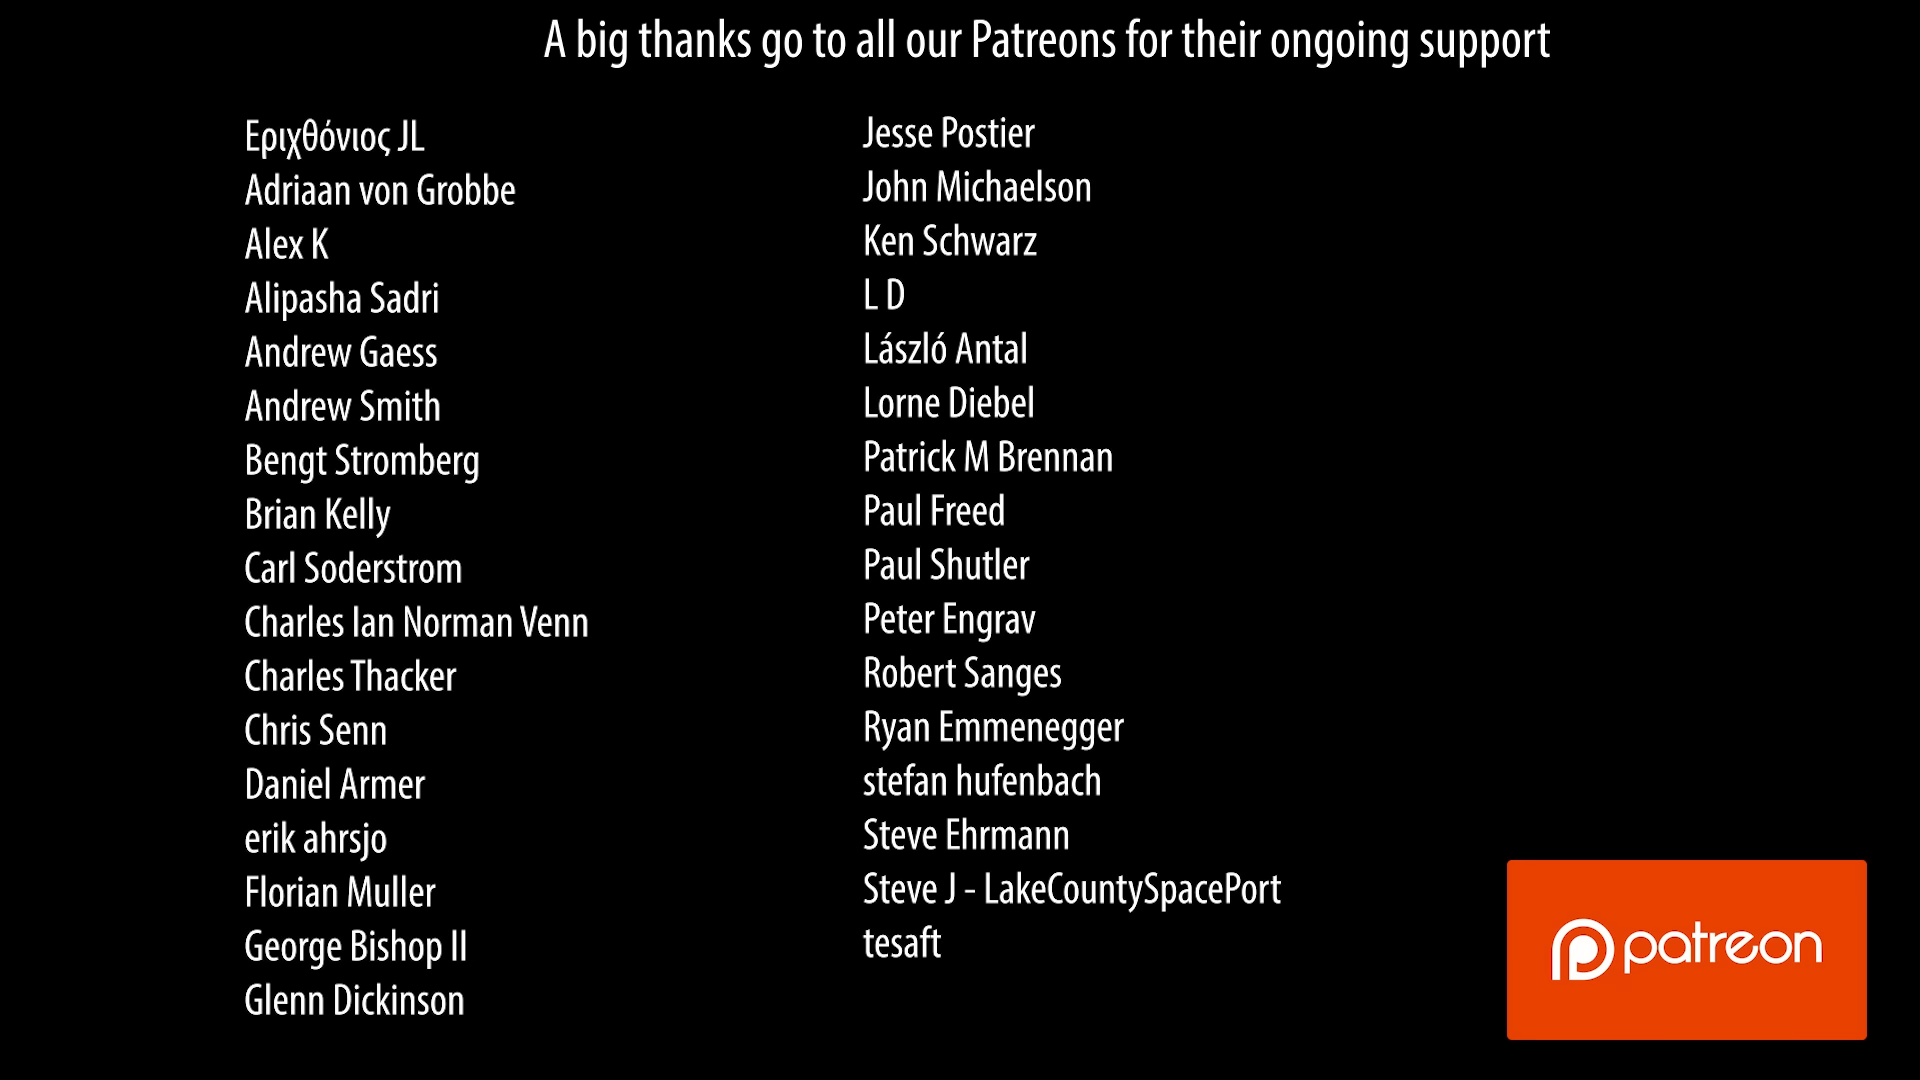 A big thanks go to all our Patreons for their ongoing support
Εριχθόνιος JL
Adriaan von Grobbe
Alex K
Alipasha Sadri
Andrew Gaess
Andrew Smith
Bengt Stromberg
Brian Kelly
Carl Soderstrom
Charles Ian Norman Venn
Charles Thacker
Chris Senn
Daniel Armer
erik ahrsjo
Florian Muller
George Bishop II
Glenn Dickinson
Jesse Postier
John Michaelson
Ken Schwarz
L D
László Antal
Lorne Diebel
Patrick M Brennan
Paul Freed
Paul Shutler
Peter Engrav
Robert Sanges
Ryan Emmenegger
stefan hufenbach
Steve Ehrmann
Steve J - LakeCountySpacePort
tesaft
patreon